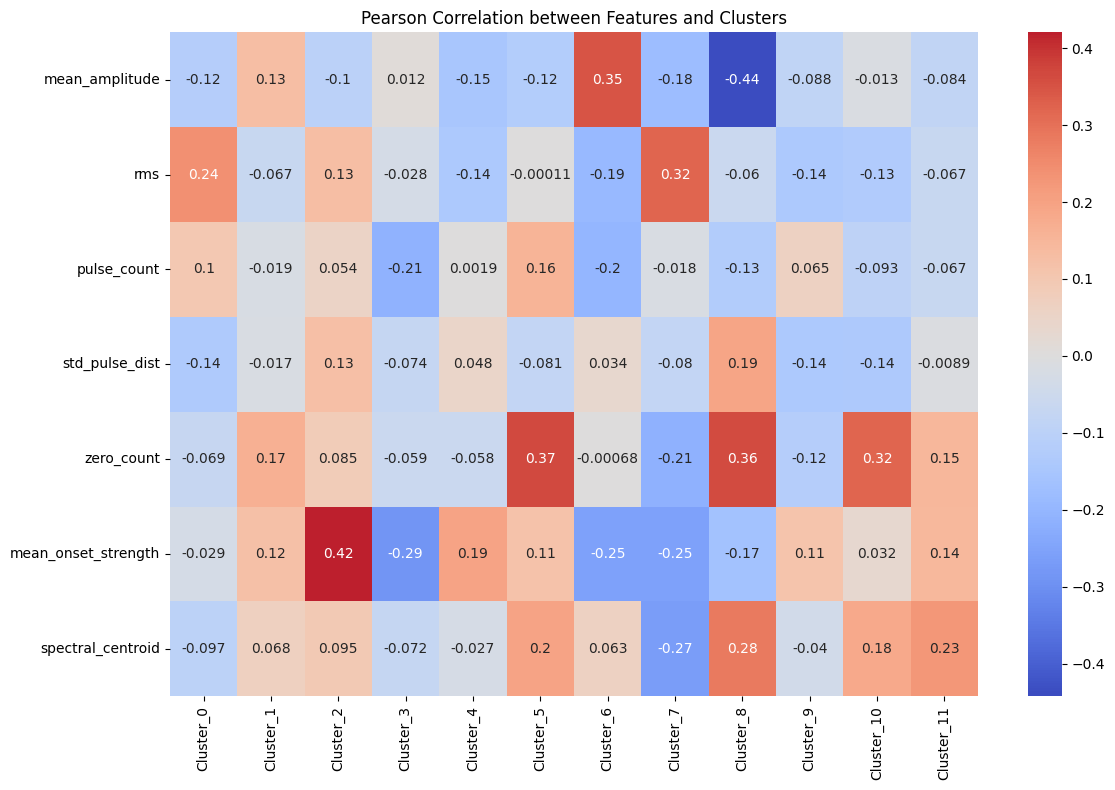 Pearson Correlation between Features and Clusters
mean_amplitude -0.12 0.13 -0.1 0.012 -0.15 -0.12 0.35 -0.18 -0.44 -0.088 -0.013 -0.084
rms 0.24 -0.067 0.13 -0.028 -0.14 -0.00011 -0.19 0.32 -0.06 -0.14 -0.13 -0.067
pulse_count 0.1 -0.019 0.054 -0.21 0.0019 0.16 -0.2 -0.018 -0.13 0.065 -0.093 -0.067
std_pulse_dist -0.14 -0.017 0.13 -0.074 0.048 -0.081 0.034 -0.08 0.19 -0.14 -0.14 -0.0089
zero_count -0.069 0.17 0.085 -0.059 -0.058 0.37 -0.00068 -0.21 0.36 -0.12 0.32 0.15
mean_onset_strength -0.029 0.12 0.42 -0.29 0.19 0.11 -0.25 -0.25 -0.17 0.11 0.032 0.14
spectral_centroid -0.097 0.068 0.095 -0.072 -0.027 0.2 0.063 -0.27 0.28 -0.04 0.18 0.23
Cluster_0 Cluster_1 Cluster_2 Cluster_3 Cluster_4 Cluster_5 Cluster_6 Cluster_7 Cluster_8 Cluster_9 Cluster_10 Cluster_11
0.4
0.3
0.2
0.1
0.0
−0.1
−0.2
−0.3
−0.4